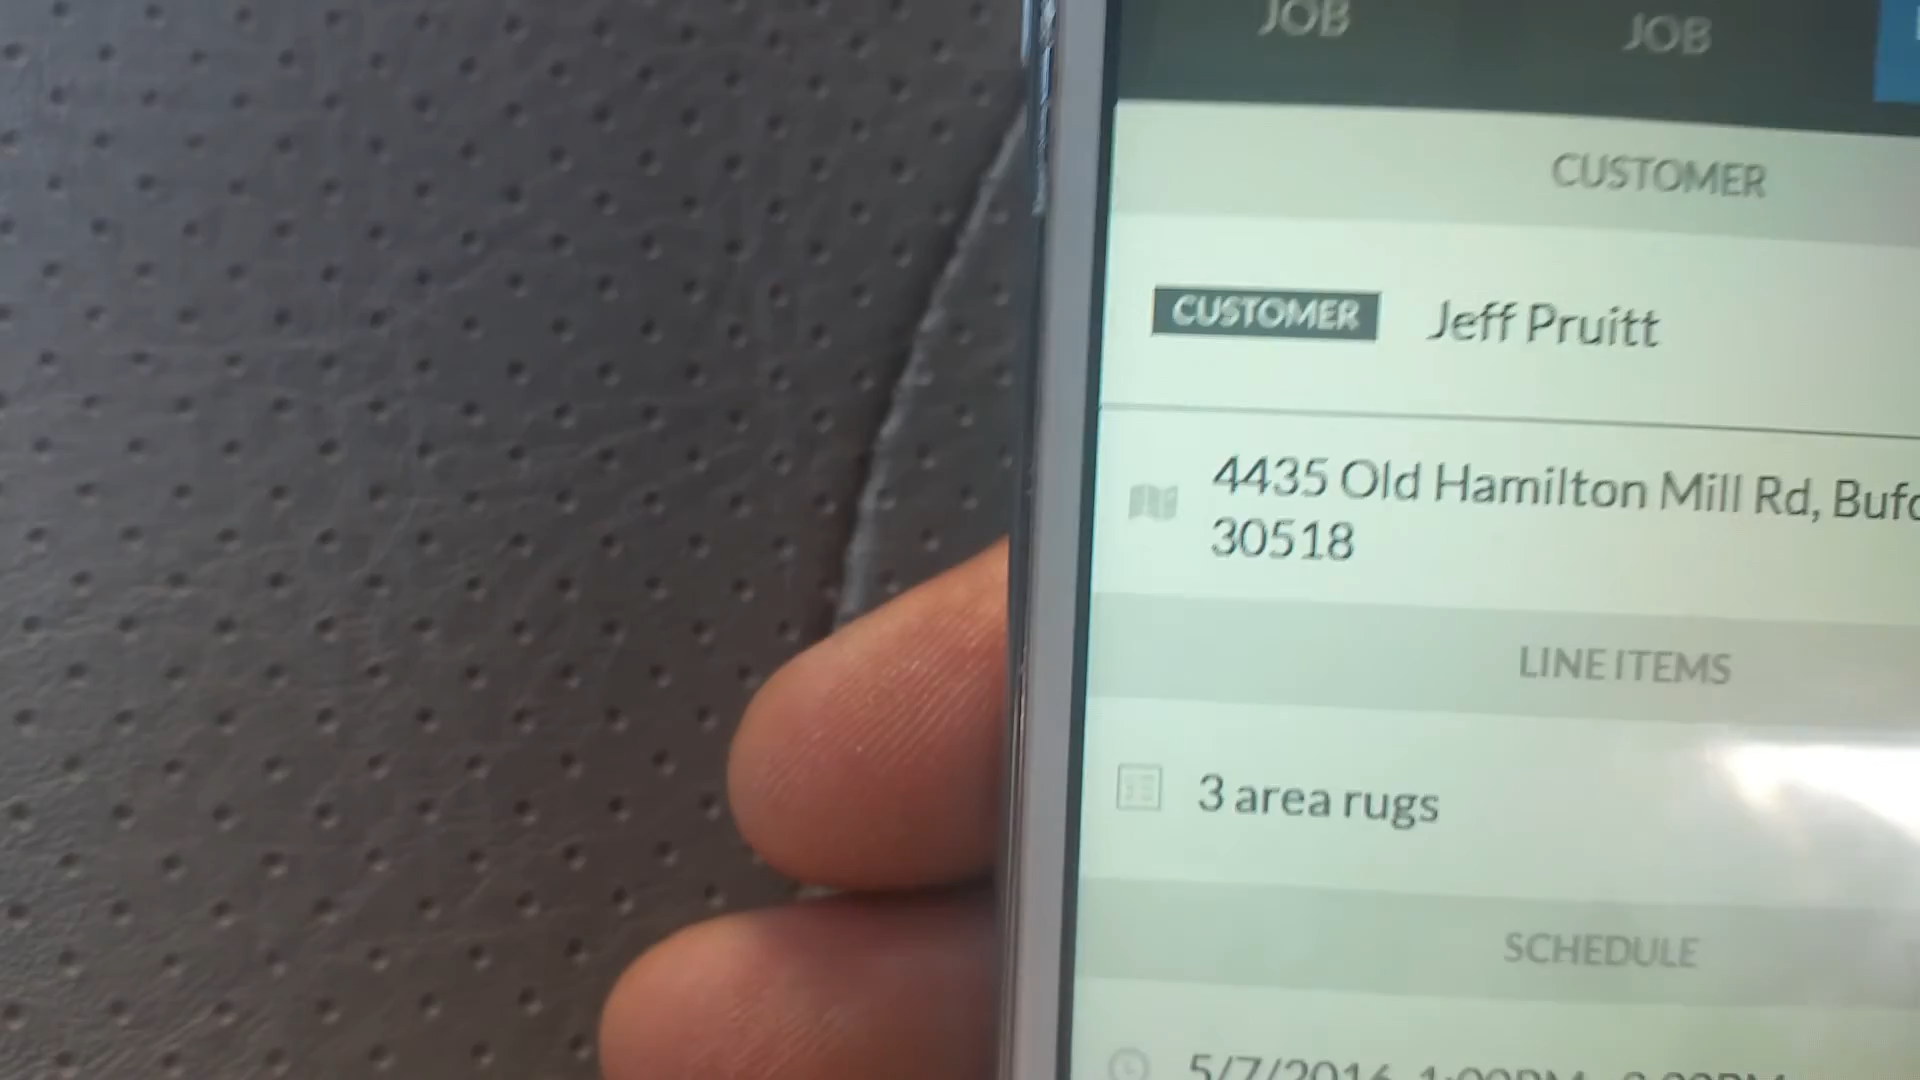 JOB JOB
CUSTOMER
CUSTOMER Jeff Pruitt
4435 Old Hamilton Mill Rd,
30518
LINE ITEMS
3 area rugs
SCHEDULE
5/7/2016